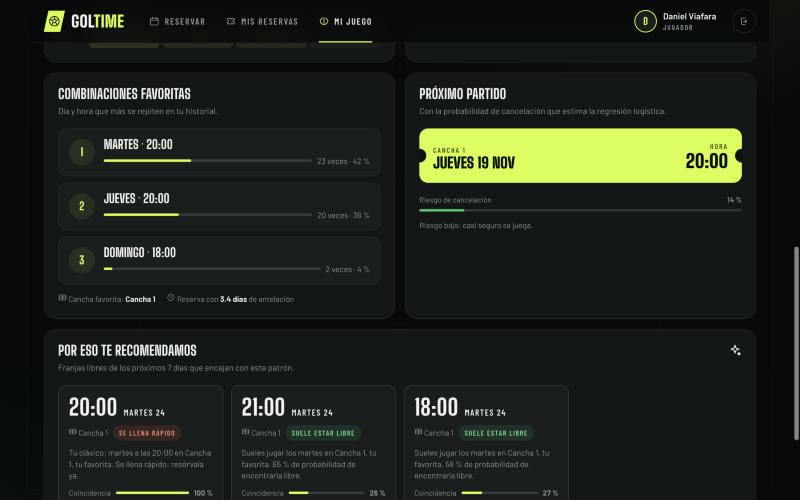 GOLTIME
RESERVAR
MIS RESERVAS
MI JUEGO
D
Daniel Viafara
JUGADOR
COMBINACIONES FAVORITAS
Día y hora que más se repiten en tu historial.
1
MARTES · 20:00
23 veces · 42 %
2
JUEVES · 20:00
20 veces · 36 %
3
DOMINGO · 18:00
2 veces · 4 %
Cancha favorita: Cancha 1
Reserva con 3.4 días de antelación
PRÓXIMO PARTIDO
Con la probabilidad de cancelación que estima la regresión logística.
CANCHA 1
JUEVES 19 NOV
HORA
20:00
Riesgo de cancelación
14 %
Riesgo bajo: casi seguro se juega.
POR ESO TE RECOMENDAMOS
Franjas libres de los próximos 7 días que encajan con este patrón.
20:00 MARTES 24
Cancha 1 SE LLENA RÁPIDO
Tu clásico: martes a las 20:00 en Cancha
1, tu favorita. Se llena rápido: resérvala
ya.
Coincidencia 100 %
21:00 MARTES 24
Cancha 1 SUELE ESTAR LIBRE
Sueles jugar los martes en Cancha 1, tu
favorita. 65 % de probabilidad de
encontrarla libre.
Coincidencia 26 %
18:00 MARTES 24
Cancha 1 SUELE ESTAR LIBRE
Sueles jugar los martes en Cancha 1, tu
favorita. 58 % de probabilidad de
encontrarla libre.
Coincidencia 27 %